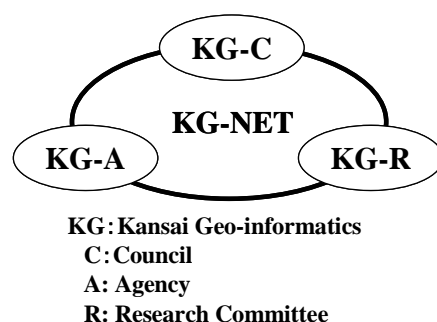 KG-C
KG-NET
KG-A
KG-R
KG：Kansai Geo-informatics
C：Council
A: Agency
R: Research Committee